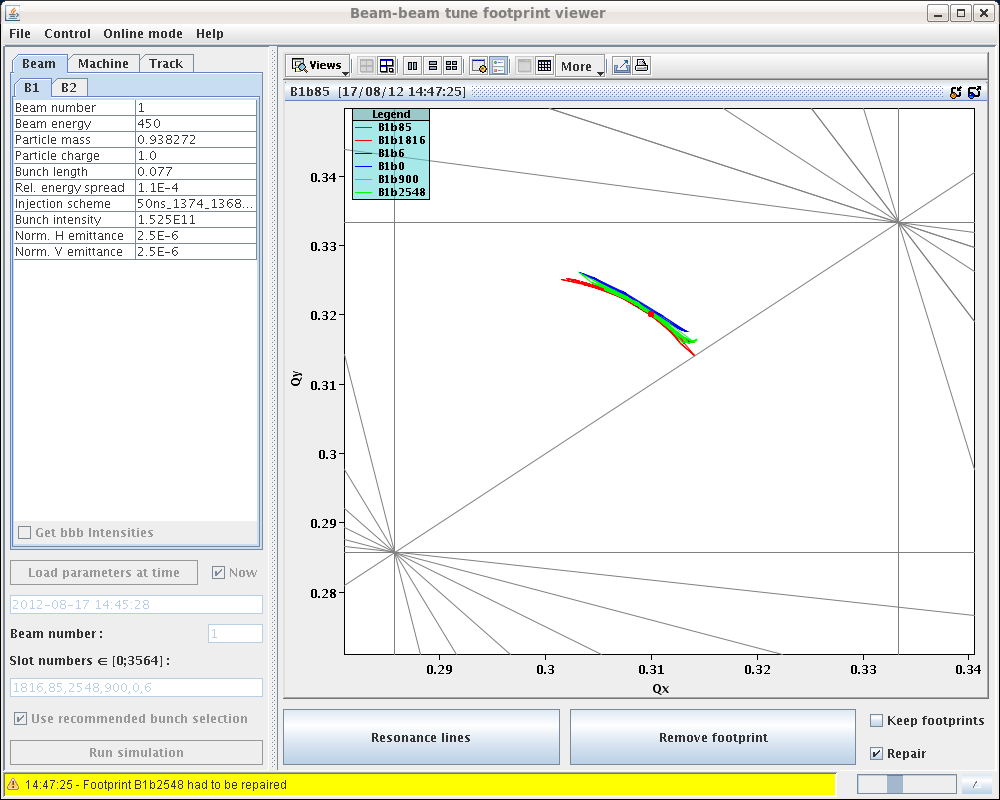 Beam-beam tune footprint viewer
File Control Online mode Help
Beam Machine Track
B1 B2
Beam number 1
Beam energy 450
Particle mass 0.938272
Particle charge 1.0
Bunch length 0.077
Rel. energy spread 1.1E-4
Injection scheme 50ns_1374_1368...
Bunch intensity 1.525E11
Norm. H emittance 2.5E-6
Norm. V emittance 2.5E-6
Get bbb Intensities
Load parameters at time Now
2012-08-17 14:45:28
Beam number : 1
Slot numbers ∈ [0;3564] :
1816,85,2548,900,0,6
Use recommended bunch selection
Run simulation
Views More
B1b85 [17/08/12 14:47:25]
Legend
B1b85
B1b1816
B1b6
B1b0
B1b900
B1b2548
0.34
0.33
0.32
0.31
0.3
0.29
0.28
Qy
0.29 0.3 0.31 0.32 0.33 0.34
Qx
Resonance lines Remove footprint
Keep footprints
Repair
14:47:25 - Footprint B1b2548 had to be repaired